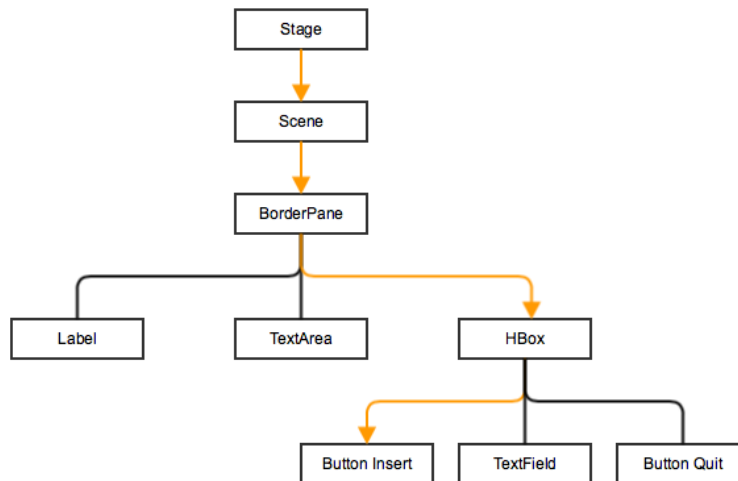 Stage
Scene
BorderPane
Label
TextArea
HBox
Button Insert
TextField
Button Quit